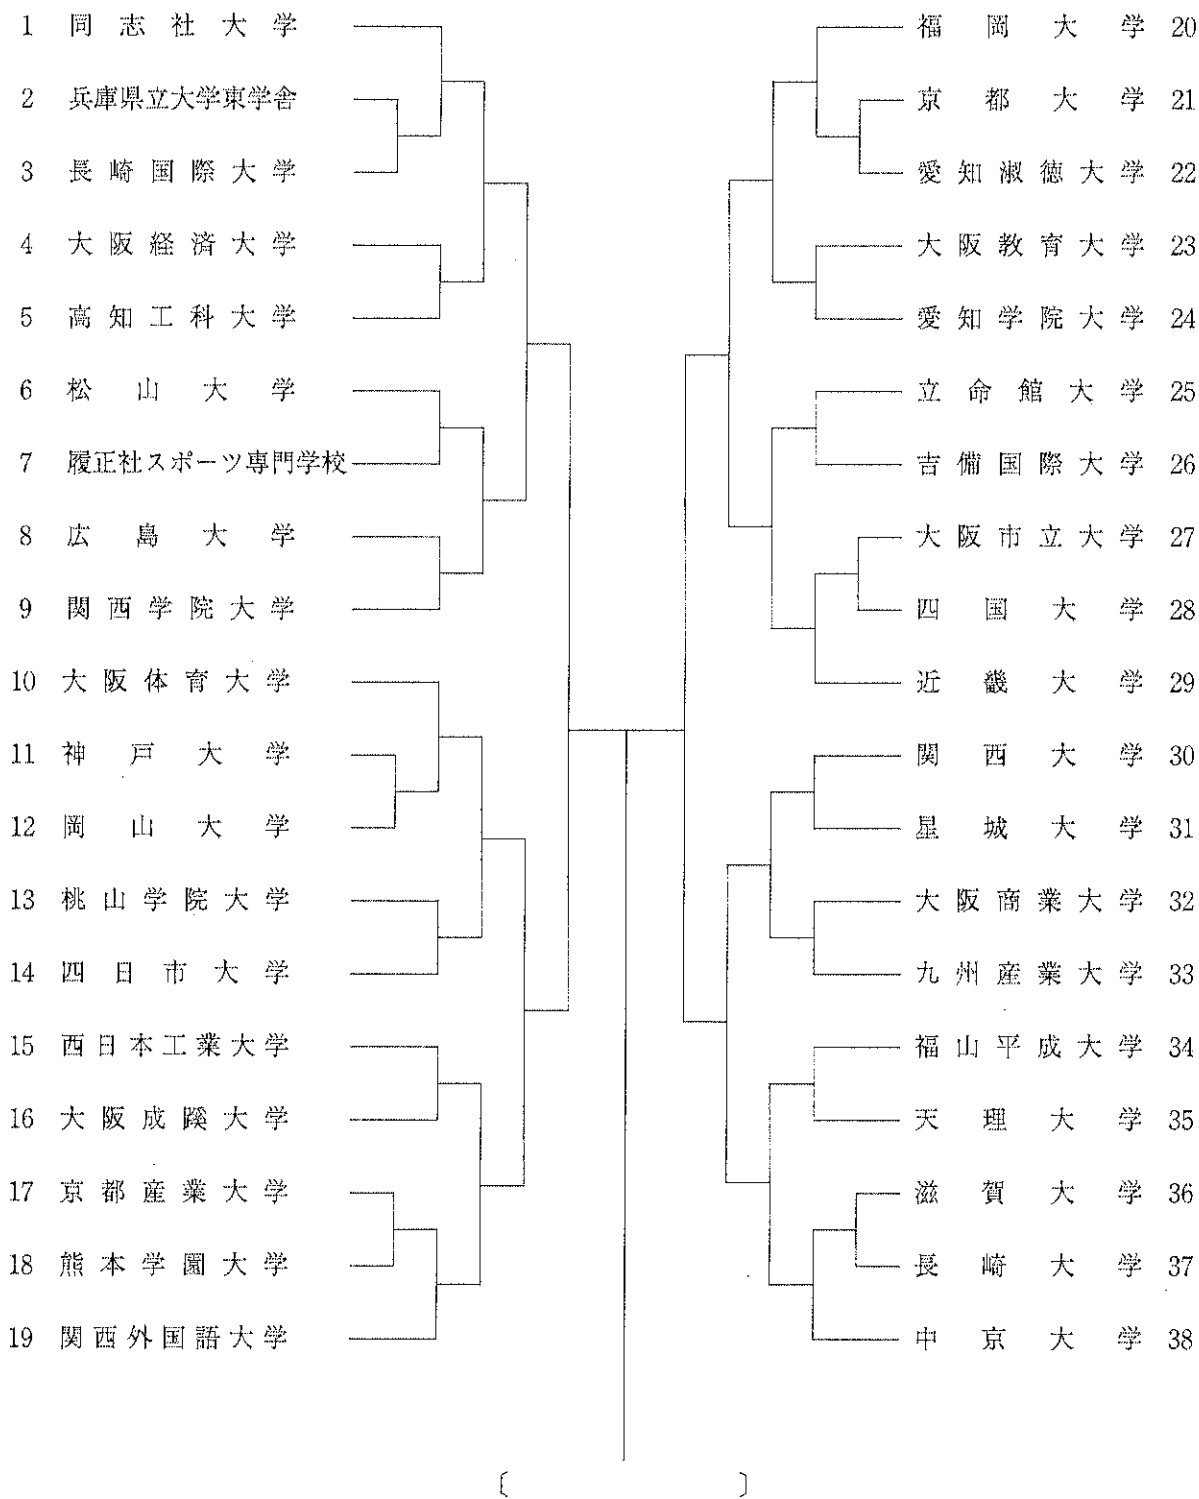 1 同志社大学
2 兵庫県立大学東学舎
3 長崎国際大学
4 大阪経済大学
5 高知工科大学
6 松山大学
7 履正社スポーツ専門学校
8 広島大学
9 関西学院大学
10 大阪体育大学
11 神戸大学
12 岡山大学
13 桃山学院大学
14 四日市大学
15 西日本工業大学
16 大阪成蹊大学
17 京都産業大学
18 熊本学園大学
19 関西外国語大学
福岡大学 20
京都大学 21
愛知淑徳大学 22
大阪教育大学 23
愛知学院大学 24
立命館大学 25
吉備国際大学 26
大阪市立大学 27
四国大学 28
近畿大学 29
関西大学 30
星城大学 31
大阪商業大学 32
九州産業大学 33
福山平成大学 34
天理大学 35
滋賀大学 36
長崎大学 37
中京大学 38
〔 〕